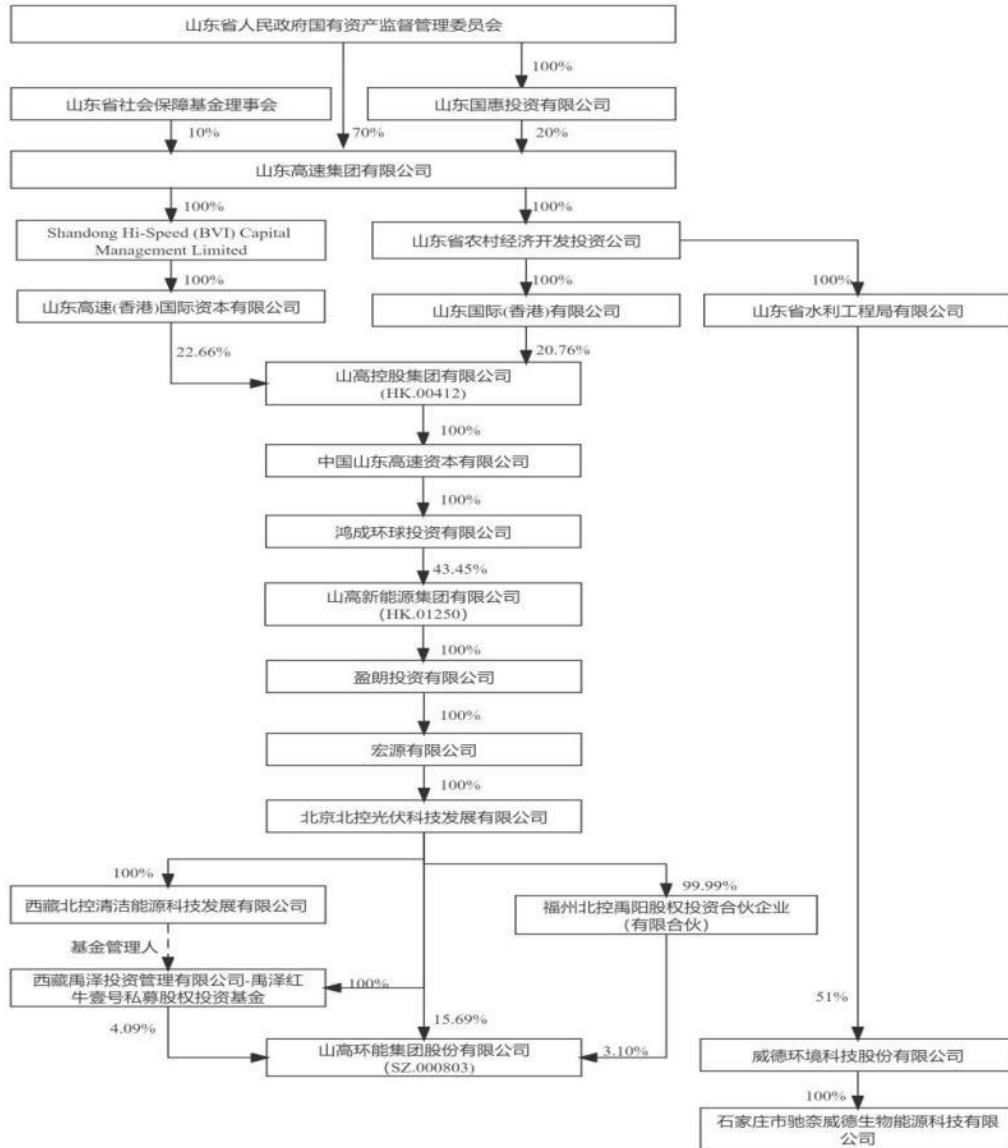 山东省人民政府国有资产监督管理委员会
100%
山东省社会保障基金理事会
山东国惠投资有限公司
10%
70%
20%
山东高速集团有限公司
100%
100%
Shandong Hi-Speed (BVI) Capital
Management Limited
山东省农村经济开发投资公司
100%
100%
100%
山东高速(香港)国际资本有限公司
山东国际(香港)有限公司
山东省水利工程局有限公司
22.66%
20.76%
山高控股集团有限公司
(HK.00412)
100%
中国山东高速资本有限公司
100%
鸿成环球投资有限公司
43.45%
山高新能源集团有限公司
(HK.01250)
100%
盈朗投资有限公司
100%
宏源有限公司
100%
北京北控光伏科技发展有限公司
100%
99.99%
西藏北控清洁能源科技发展有限公司
福州北控禹阳股权投资合伙企业
(有限合伙)
基金管理人
西藏禹泽投资管理有限公司-禹泽红
牛壹号私募股权投资基金
100%
51%
4.09%
15.69%
3.10%
山高环能集团股份有限公司
(SZ.000803)
威德环境科技股份有限公司
100%
石家庄市驰奈威德生物能源科技有限
公司